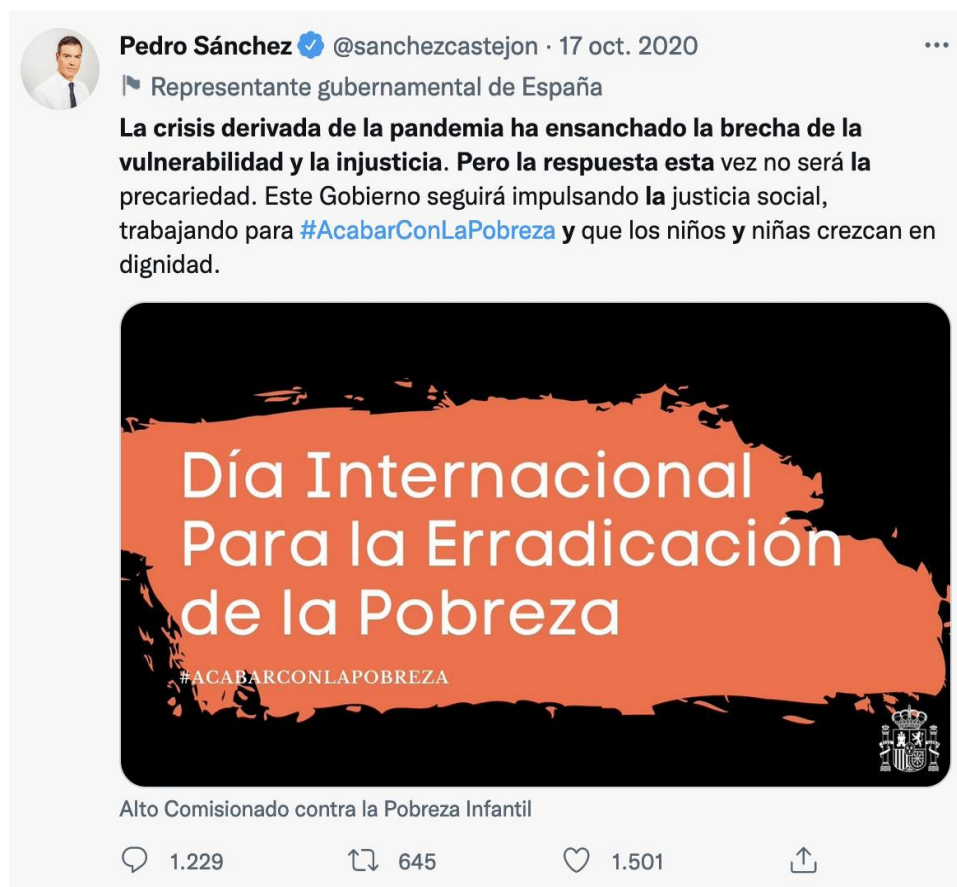 Pedro Sánchez @sanchezcastejon · 17 oct. 2020
Representante gubernamental de España
La crisis derivada de la pandemia ha ensanchado la brecha de la
vulnerabilidad y la injusticia. Pero la respuesta esta vez no será la
precariedad. Este Gobierno seguirá impulsando la justicia social,
trabajando para #AcabarConLaPobreza y que los niños y niñas crezcan en
dignidad.
Día Internacional
Para la Erradicación
de la Pobreza
#ACABARCONLAPOBREZA
Alto Comisionado contra la Pobreza Infantil
1.229 645 1.501